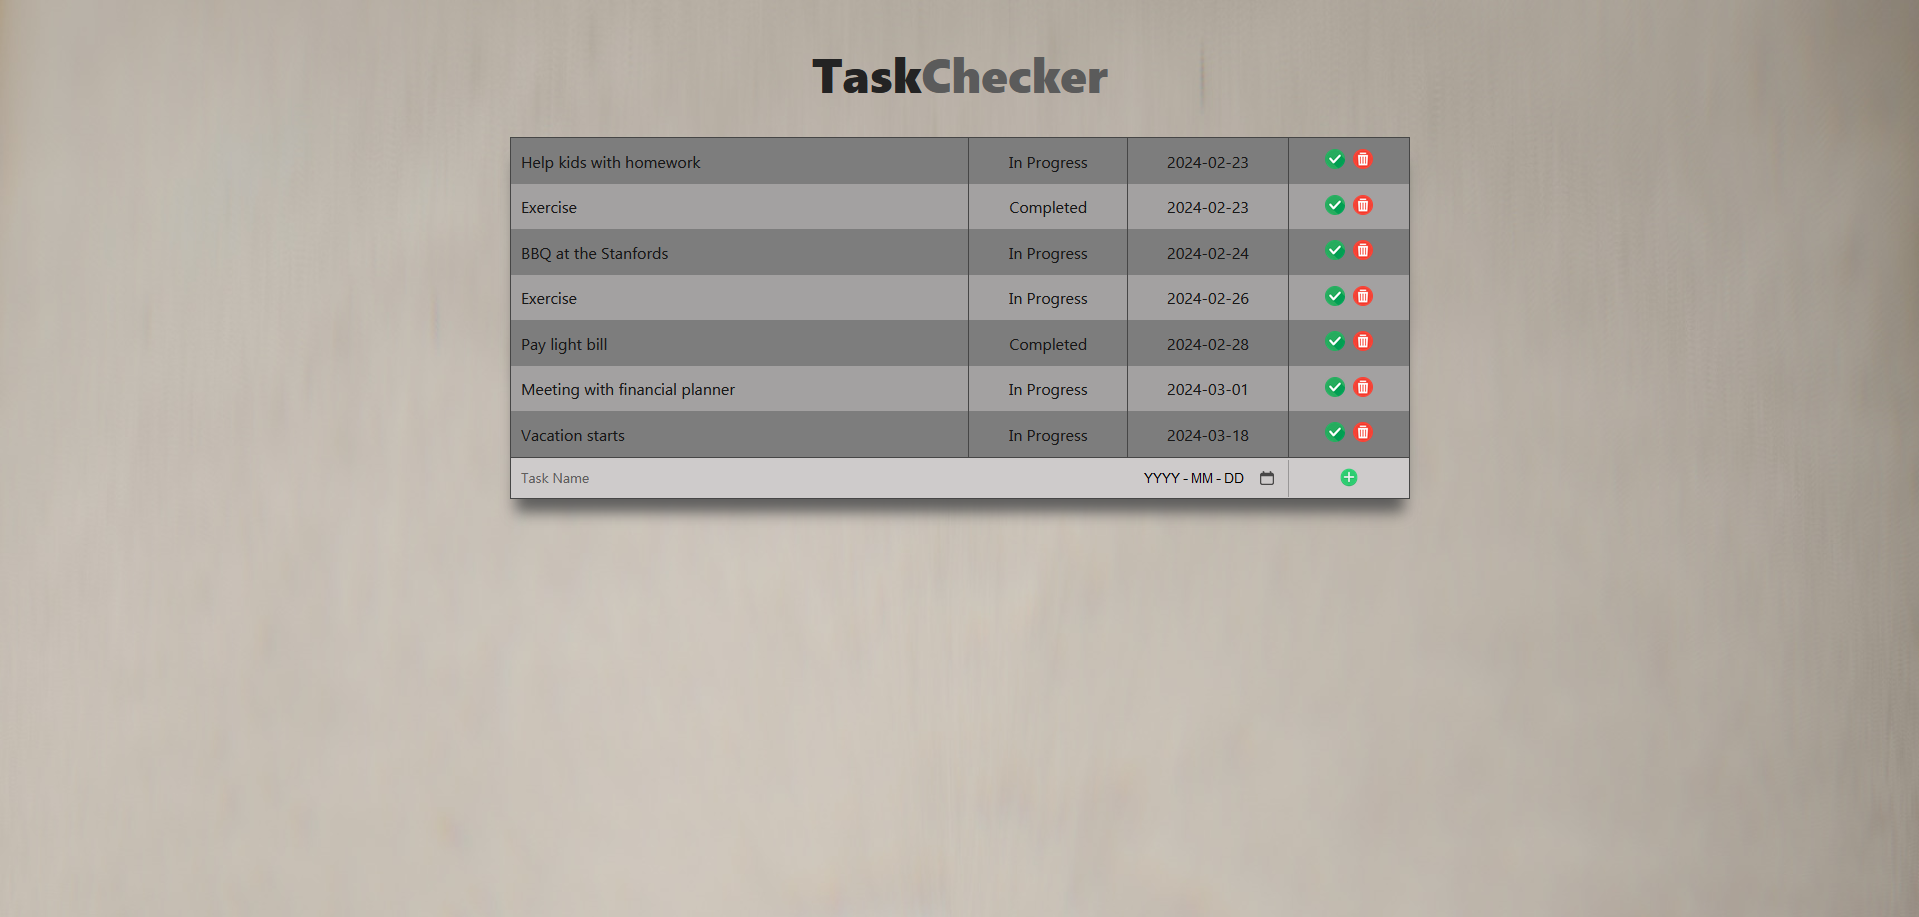 TaskChecker
Help kids with homework In Progress 2024-02-23
Exercise Completed 2024-02-23
BBQ at the Stanfords In Progress 2024-02-24
Exercise In Progress 2024-02-26
Pay light bill Completed 2024-02-28
Meeting with financial planner In Progress 2024-03-01
Vacation starts In Progress 2024-03-18
Task Name YYYY - MM - DD